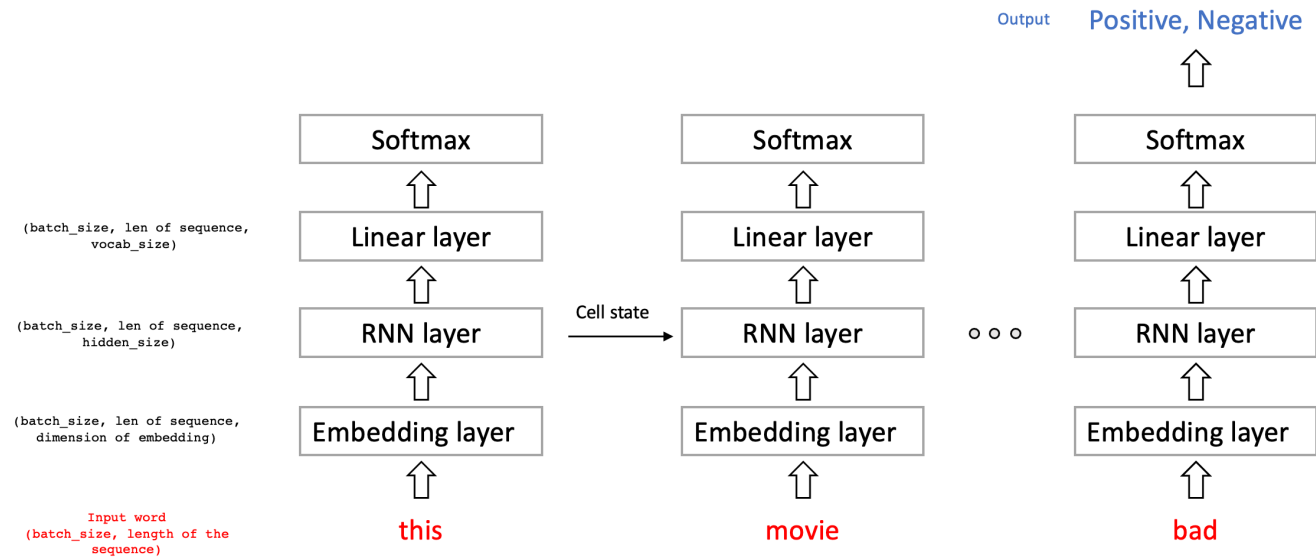 Output Positive, Negative
Softmax Softmax Softmax
(batch_size, len of sequence,
vocab_size)
Linear layer Linear layer Linear layer
Cell state
(batch_size, len of sequence,
hidden_size)
RNN layer RNN layer RNN layer
(batch_size, len of sequence,
dimension of embedding)
Embedding layer Embedding layer Embedding layer
Input word
(batch_size, length of the
sequence)
this movie bad